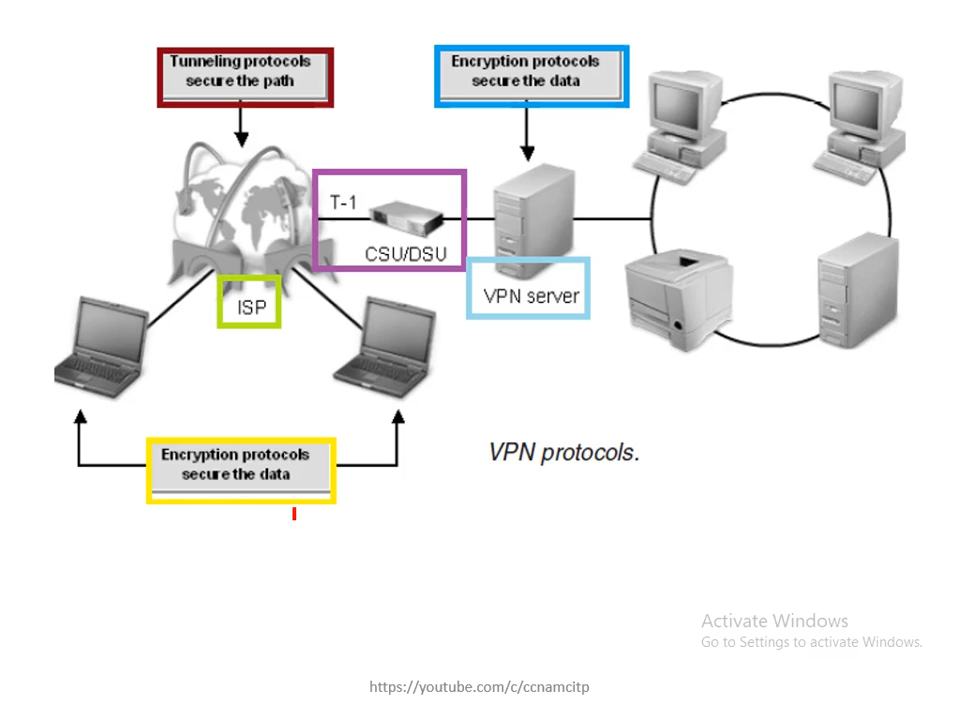 Tunneling protocols
secure the path
Encryption protocols
secure the data
T-1
CSU/DSU
ISP
VPN server
Encryption protocols
secure the data
VPN protocols.
Activate Windows
Go to Settings to activate Windows.
https://youtube.com/c/ccnamcitp